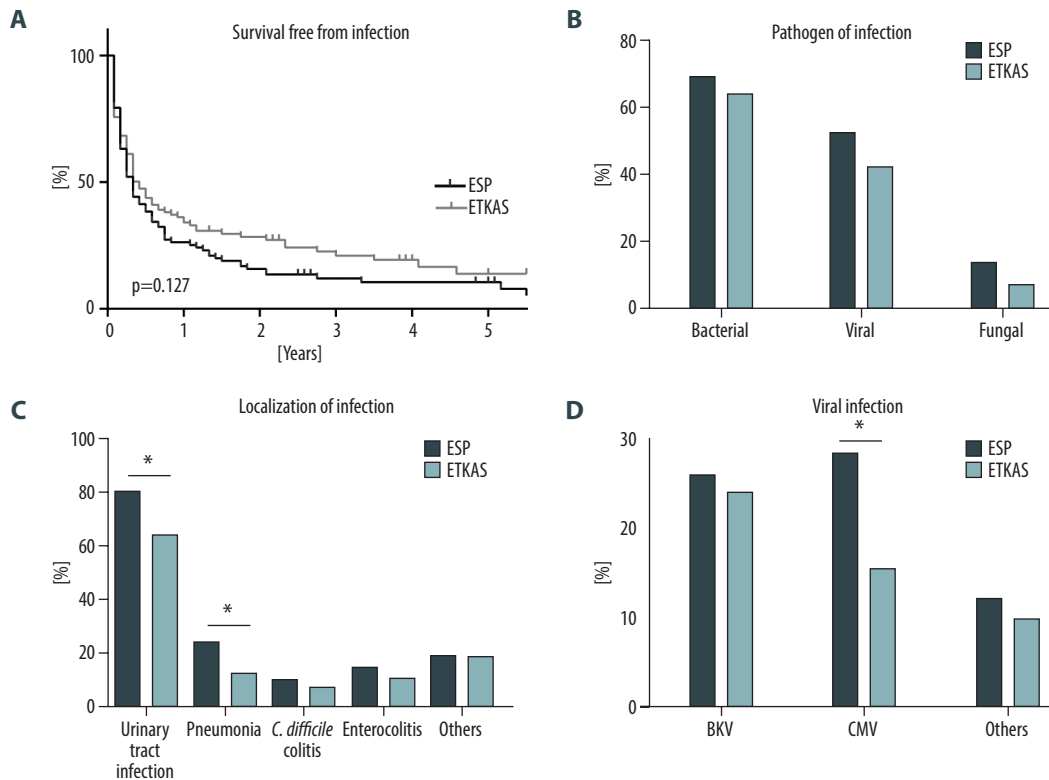 A
Survival free from infection
100
50
0
[%]
ESP
ETKAS
p=0.127
0 1 2 3 4 5
[Years]
B
Pathogen of infection
80
60
40
20
0
[%]
ESP
ETKAS
Bacterial Viral Fungal
C
Localization of infection
100
80
60
40
20
0
[%]
ESP
ETKAS
*
*
Urinary tract infection
Pneumonia
C. difficile colitis
Enterocolitis
Others
D
Viral infection
30
20
10
0
[%]
*
ESP
ETKAS
BKV CMV Others